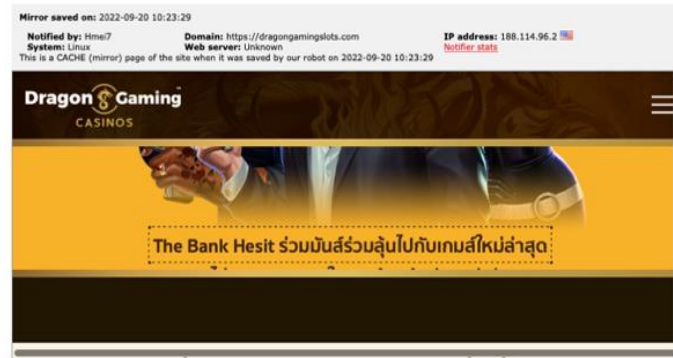 Mirror saved on: 2022-09-20 10:23:29
Notified by: Hmei7 Domain: https://dragongamingslots.com IP address: 188.114.96.2
System: Linux Web server: Unknown Notifier stats
This is a CACHE (mirror) page of the site when it was saved by our robot on 2022-09-20 10:23:29
Dragon Gaming
CASINOS
The Bank Hesit ร่วมมันส์ร่วมลุ้นไปกับเกมส์ใหม่ล่าสุด